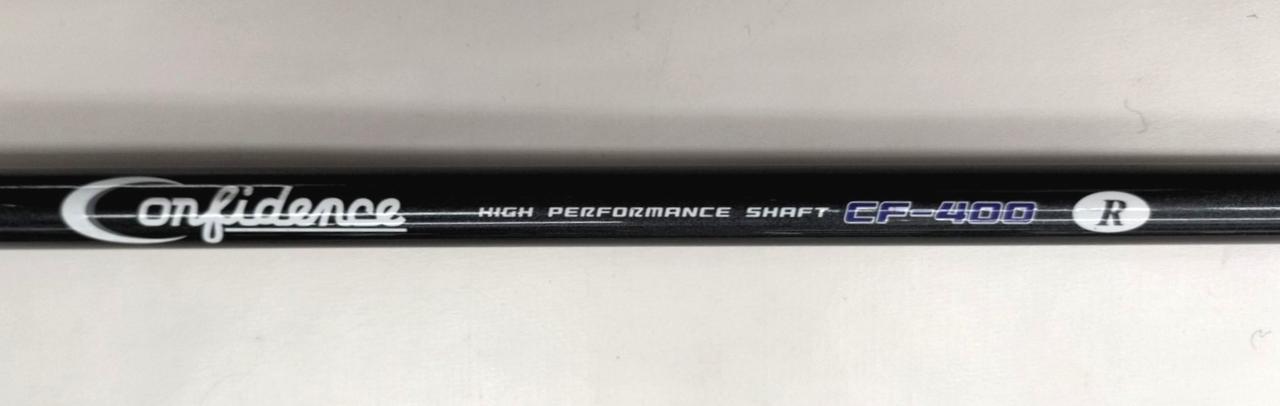 Confidence HIGH PERFORMANCE SHAFT CF-400 R